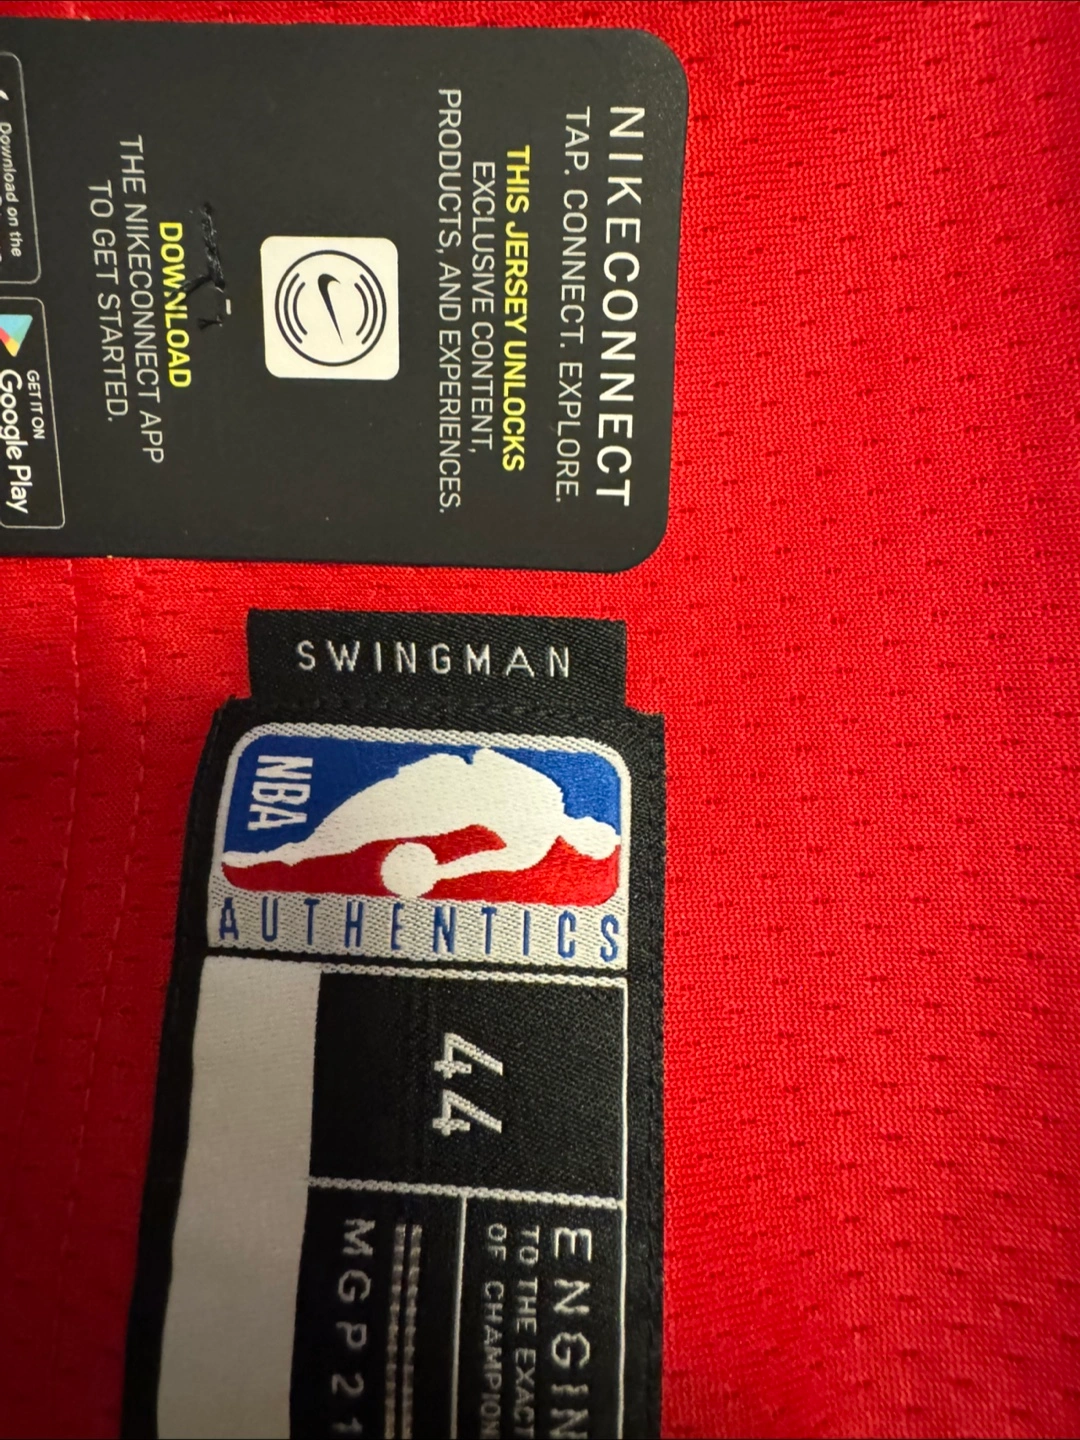 NIKECONNECT
TAP. CONNECT. EXPLORE.
THIS JERSEY UNLOCKS
EXCLUSIVE CONTENT,
PRODUCTS, AND EXPERIENCES.
DOWNLOAD
THE NIKECONNECT APP
TO GET STARTED.
Download on the
GET IT ON
Google Play
SWINGMAN
NBA
AUTHENTICS
44
ENGIN
TO THE EXACT
OF CHAMPION
MGP21